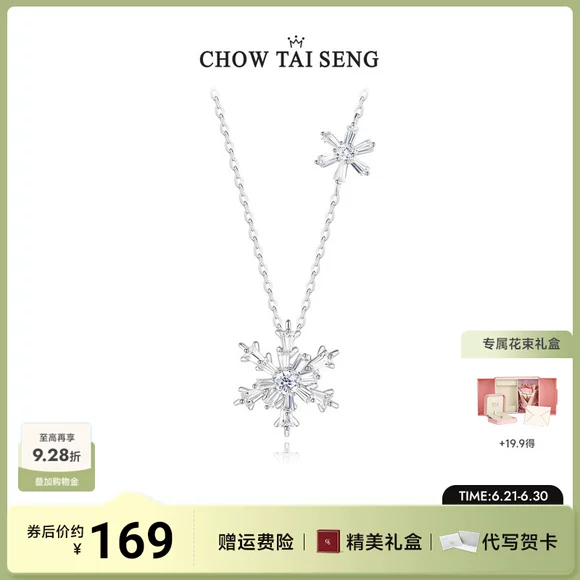 CHOW TAI SENG
专属花束礼盒
+19.9得
至高再享
9.28折
叠加购物金
TIME:6.21-6.30
券后价约
¥169
赠运费险 | 精美礼盒 | 代写贺卡